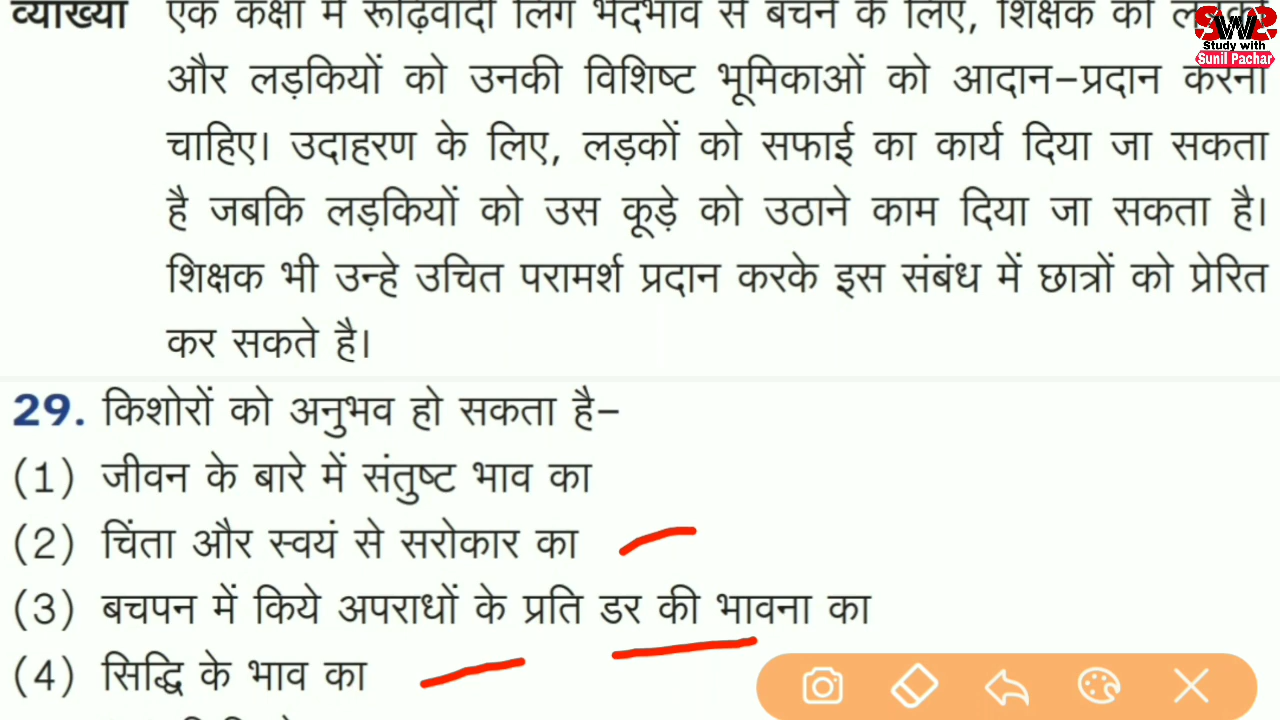 व्याख्या एक कक्षा में रूढ़िवादी लिंग भेदभाव से बचने के लिए, शिक्षक को
और लड़कियों को उनकी विशिष्ट भूमिकाओं को आदान-प्रदान करना
चाहिए। उदाहरण के लिए, लड़कों को सफाई का कार्य दिया जा सकता
है जबकि लड़कियों को उस कूड़े को उठाने काम दिया जा सकता है।
शिक्षक भी उन्हे उचित परामर्श प्रदान करके इस संबंध में छात्रों को प्रेरित
कर सकते है।
29. किशोरों को अनुभव हो सकता है-
(1) जीवन के बारे में संतुष्ट भाव का
(2) चिंता और स्वयं से सरोकार का
(3) बचपन में किये अपराधों के प्रति डर की भावना का
(4) सिद्धि के भाव का
SWS
Study with
Sunil Pachar